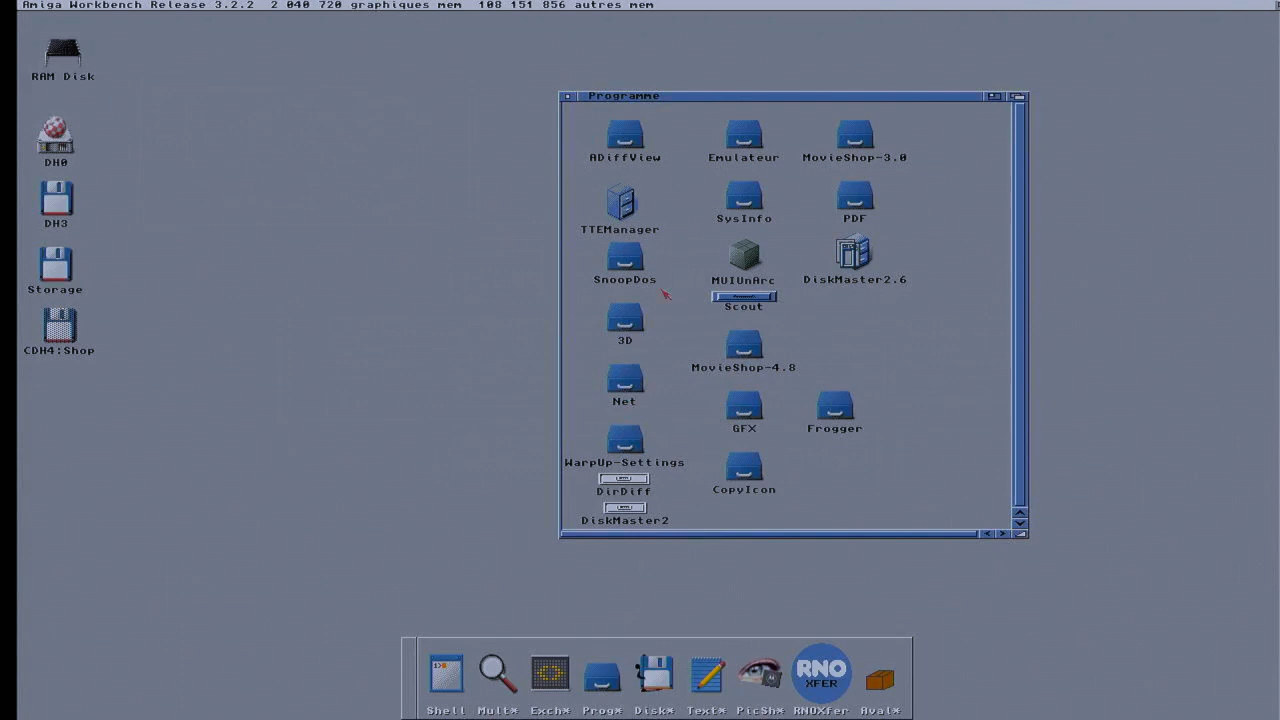 Amiga Workbench Release 3.2.2 2 040 720 graphiques mem 108 151 856 autres mem
RAM Disk
DH0
DH3
Storage
CDH4:Shop
Programme
ADiffView Emulateur MovieShop-3.0
TTEManager SysInfo PDF
SnoopDos MUIUnArc DiskMaster2.6
Scout
3D
MovieShop-4.8
Net
GFX Frogger
WarpUp-Settings
DirDiff CopyIcon
DiskMaster2
1>
RNO
XFER
Shell Mult* Exch* Prog* Disk* Text* PicSh* RNOXfer Aval*